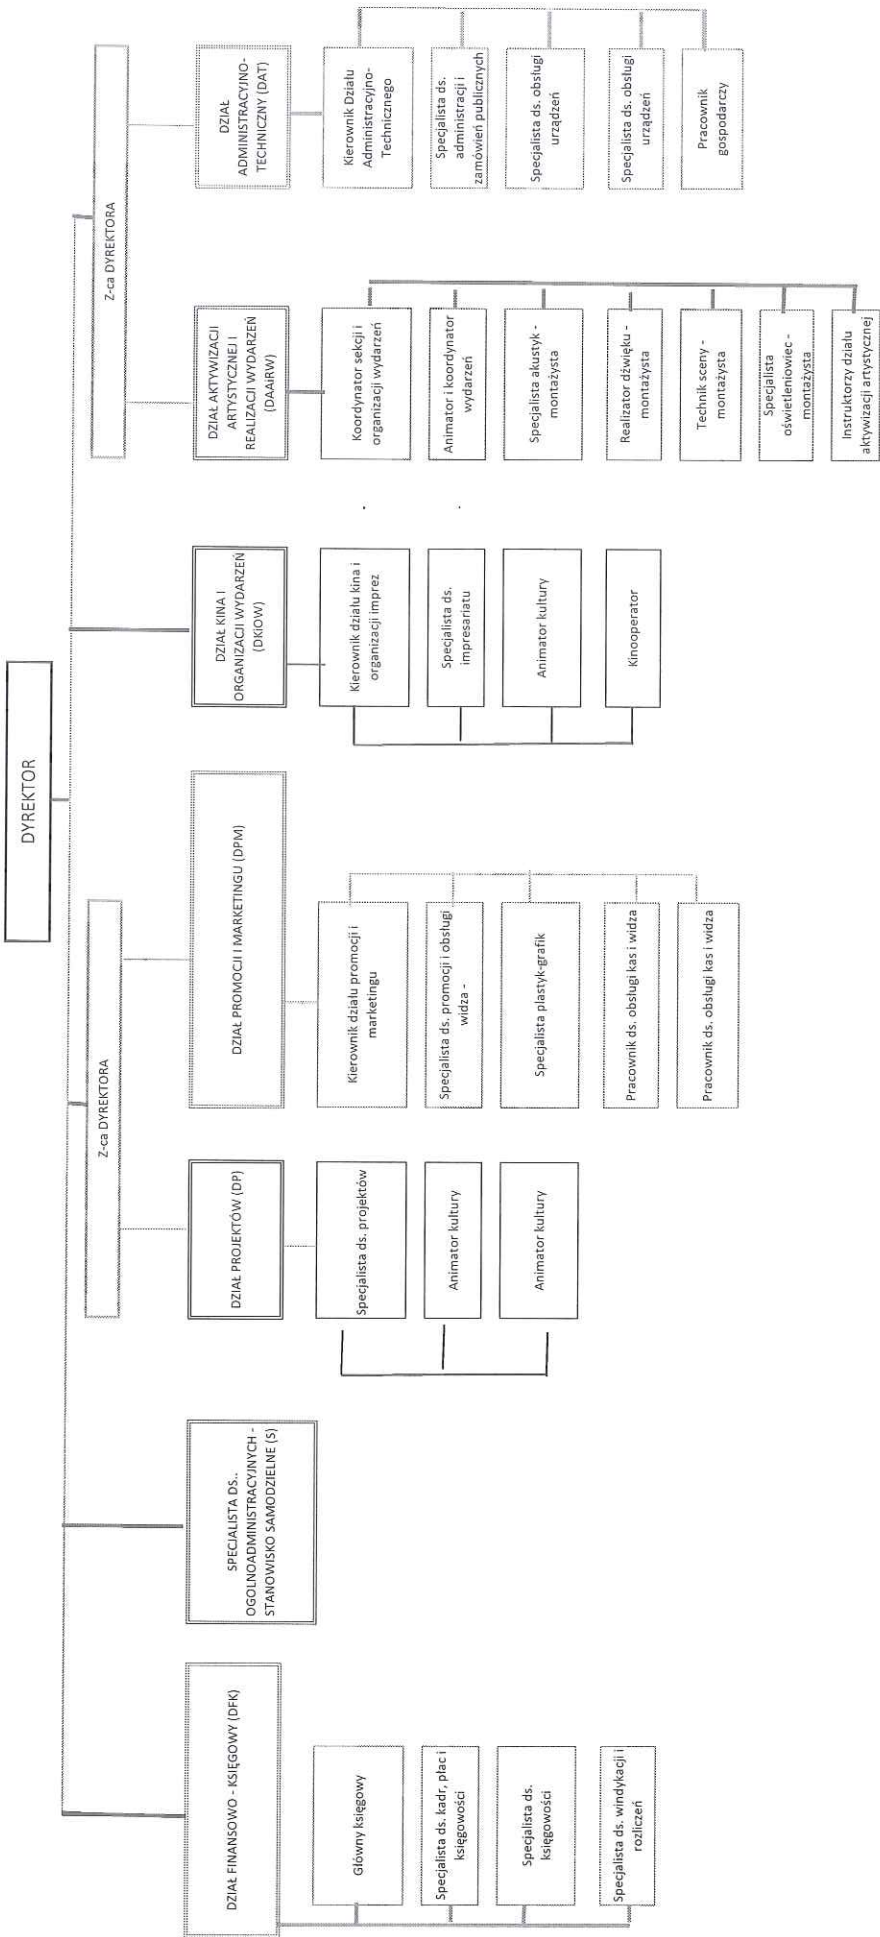 DYREKTOR
Z-ca DYREKTORA
Z-ca DYREKTORA
DZIAŁ FINANSOWO - KSIĘGOWY (DFK)
Główny księgowy
Specjalista ds. kadr, płac i
księgowości
Specjalista ds.
księgowości
Specjalista ds. windykacji i
rozliczeń
SPECJALISTA DS..
OGOLNOADMINISTRACYJNYCH -
STANOWISKO SAMODZIELNE (S)
DZIAŁ PROJEKTÓW (DP)
Specjalista ds. projektów
Animator kultury
Animator kultury
DZIAŁ PROMOCJI I MARKETINGU (DPM)
Kierownik działu promocji i
marketingu
Specjalista ds. promocji i obsługi
widza -
Specjalista plastyk-grafik
Pracownik ds. obsługi kas i widza
Pracownik ds. obsługi kas i widza
DZIAŁ KINA I
ORGANIZACJI WYDARZEŃ
(DKiOW)
Kierownik działu kina i
organizacji imprez
Specjalista ds.
impresariatu
Animator kultury
Kinooperator
DZIAŁ AKTYWIZACJI
ARTYSTYCZNEJ I
REALIZACJI WYDARZEŃ
(DAAiRW)
Koordynator sekcji i
organizacji wydarzeń
Animator i koordynator
wydarzeń
Specjalista akustyk -
montażysta
Realizator dźwięku -
montażysta
Technik sceny -
montażysta
Specjalista
oświetleniowiec -
montażysta
Instruktorzy działu
aktywizacji artystycznej
DZIAŁ
ADMINISTRACYJNO-
TECHNICZNY (DAT)
Kierownik Działu
Administracyjno-
Technicznego
Specjalista ds.
administracji i
zamówień publicznych
Specjalista ds. obsługi
urządzeń
Specjalista ds. obsługi
urządzeń
Pracownik
gospodarczy